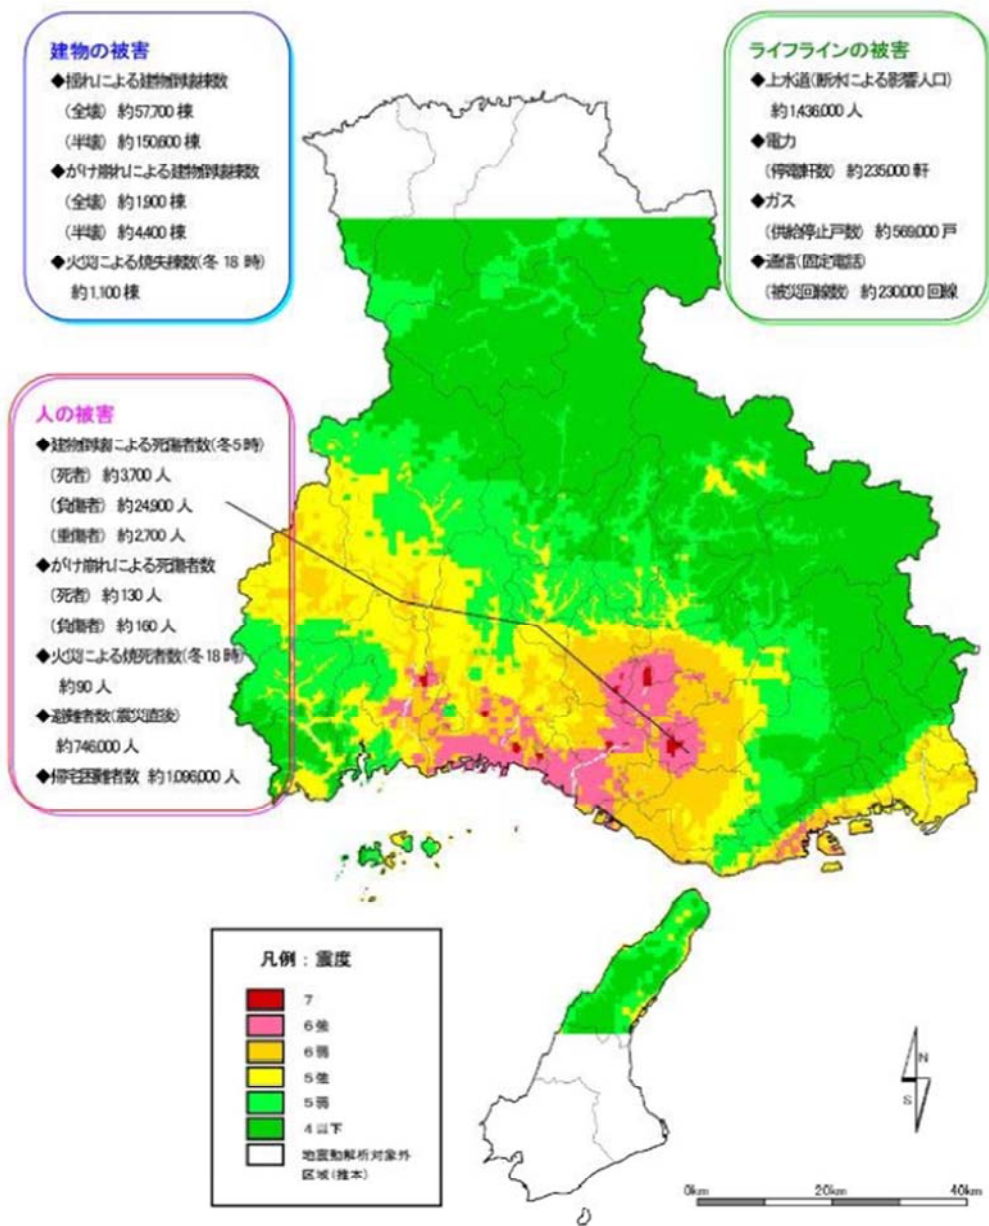 建物の被害
◆揺れによる建物倒壊棟数
(全壊) 約57,700 棟
(半壊) 約150,600 棟
◆がけ崩れによる建物倒壊棟数
(全壊) 約1,900 棟
(半壊) 約4,400 棟
◆火災による焼失棟数(冬 18 時)
約1,100 棟
ライフラインの被害
◆上水道(断水による影響人口)
約1,436,000 人
◆電力
(停電軒数) 約235,000 軒
◆ガス
(供給停止戸数) 約569,000 戸
◆通信(固定電話)
(被災回線数) 約230,000 回線
人の被害
◆建物倒壊による死傷者数(冬5時)
(死者) 約3,700 人
(負傷者) 約24,900 人
(重傷者) 約2,700 人
◆がけ崩れによる死傷者数
(死者) 約130 人
(負傷者) 約160 人
◆火災による焼死者数(冬18時)
約90 人
◆避難者数(震災直後)
約746,000 人
◆帰宅困難者数 約1,096,000 人
凡例：震度
7
6強
6弱
5強
5弱
4以下
地震動解析対象外
区域(推本)
N
S
0km 20km 40km